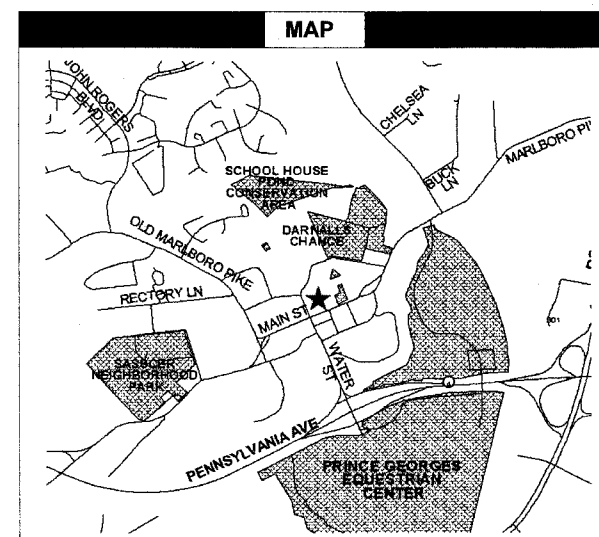 MAP
JOHN ROGERS
BLVD
CHELSEA
LN
MARLBORO PI
BUCK
LN
SCHOOL HOUSE
POND
CONSERVATION
AREA
DARNALLS
CHANCE
OLD MARLBORO PIKE
RECTORY LN
MAIN ST
WATER
ST
SASSCER
NEIGHBORHOOD
PARK
PENNSYLVANIA AVE
PRINCE GEORGES
EQUESTRIAN
CENTER